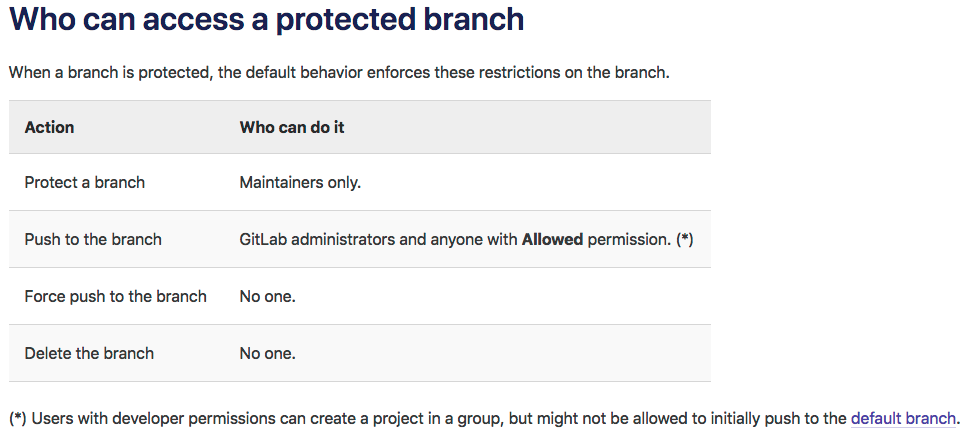 Who can access a protected branch
When a branch is protected, the default behavior enforces these restrictions on the branch.
Action Who can do it
Protect a branch Maintainers only.
Push to the branch GitLab administrators and anyone with Allowed permission. (*)
Force push to the branch No one.
Delete the branch No one.
(*) Users with developer permissions can create a project in a group, but might not be allowed to initially push to the default branch.